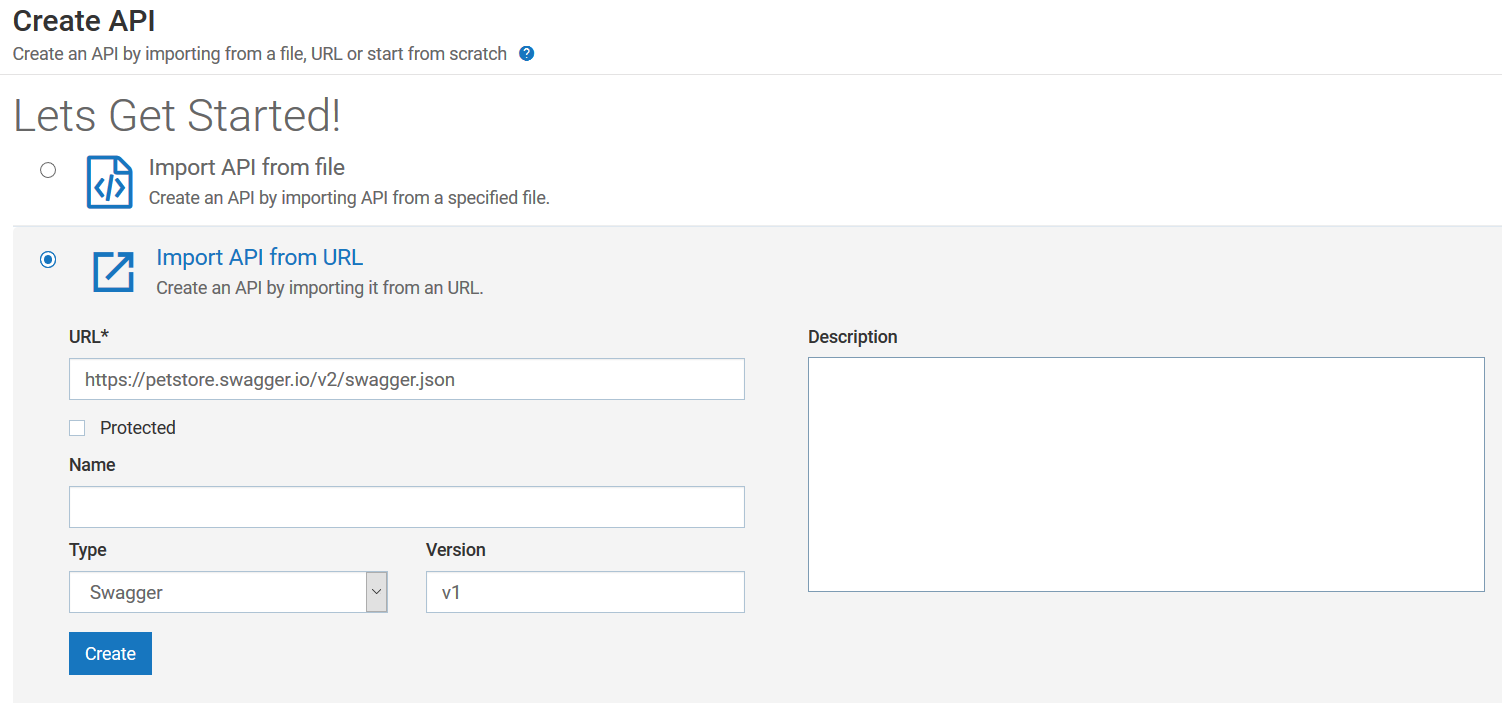 Create API
Create an API by importing from a file, URL or start from scratch ?
Lets Get Started!
Import API from file
Create an API by importing API from a specified file.
Import API from URL
Create an API by importing it from an URL.
URL*
https://petstore.swagger.io/v2/swagger.json
Protected
Name
Type
Version
Swagger
v1
Create
Description